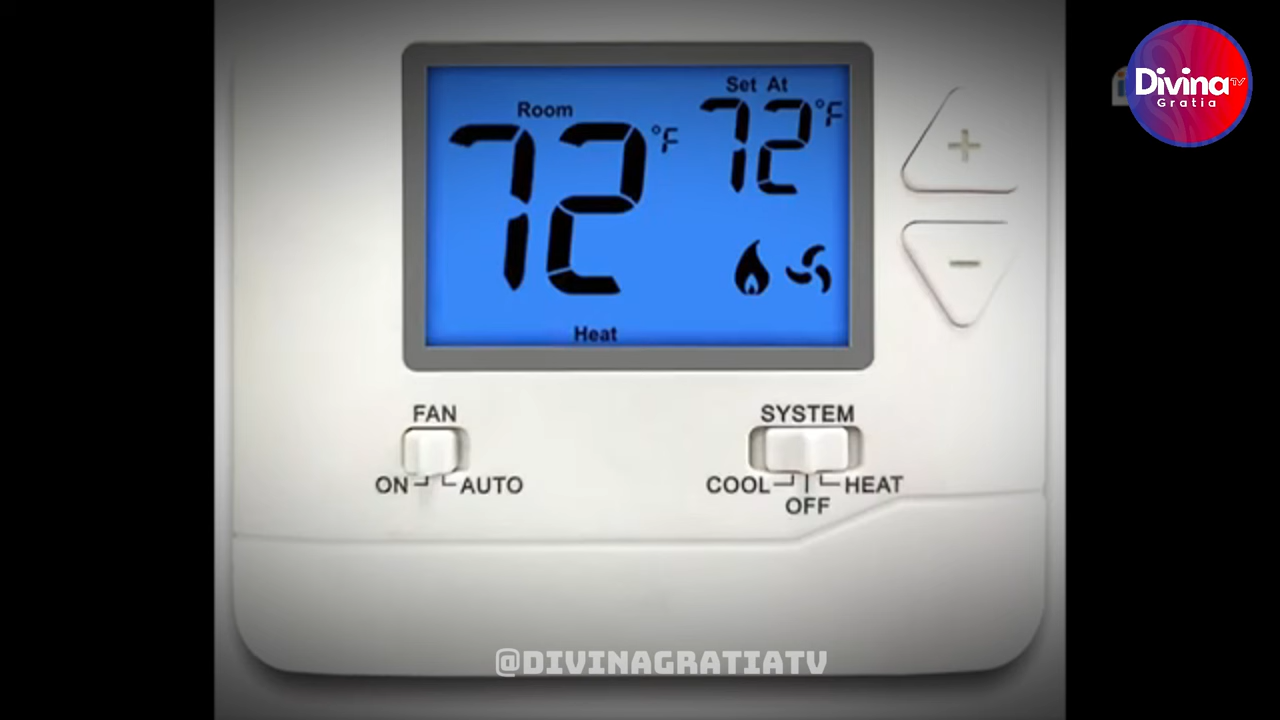 Divina TV
Gratia
Set At
72 °F
Room
72 °F
Heat
+
−
FAN
ON AUTO
SYSTEM
COOL OFF HEAT
@DIVINAGRATIATV